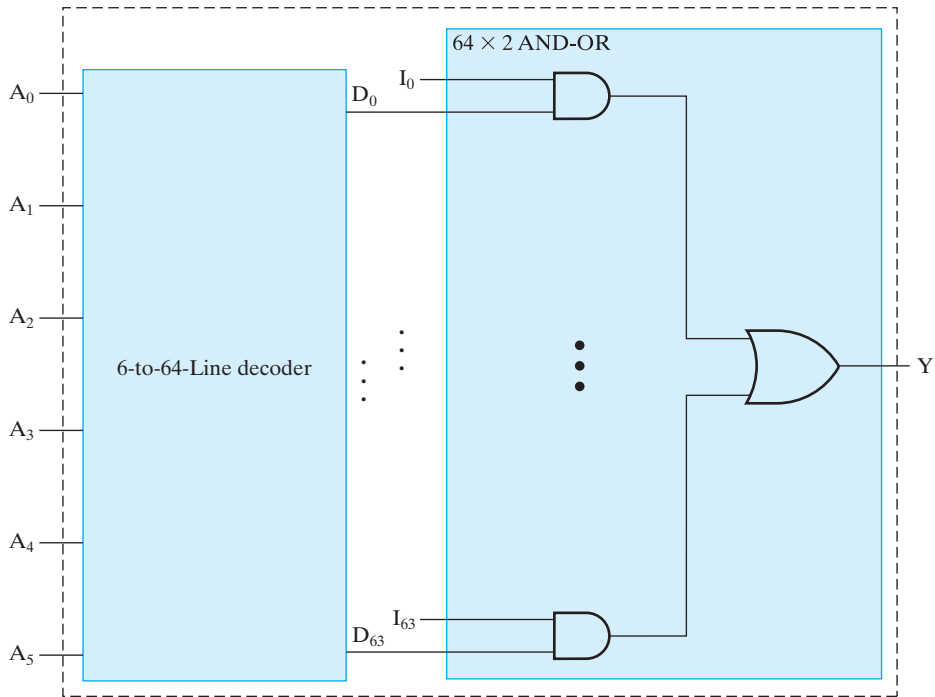 64 × 2 AND-OR
I₀
A₀
D₀
A₁
A₂
6-to-64-Line decoder
Y
A₃
A₄
I₆₃
D₆₃
A₅